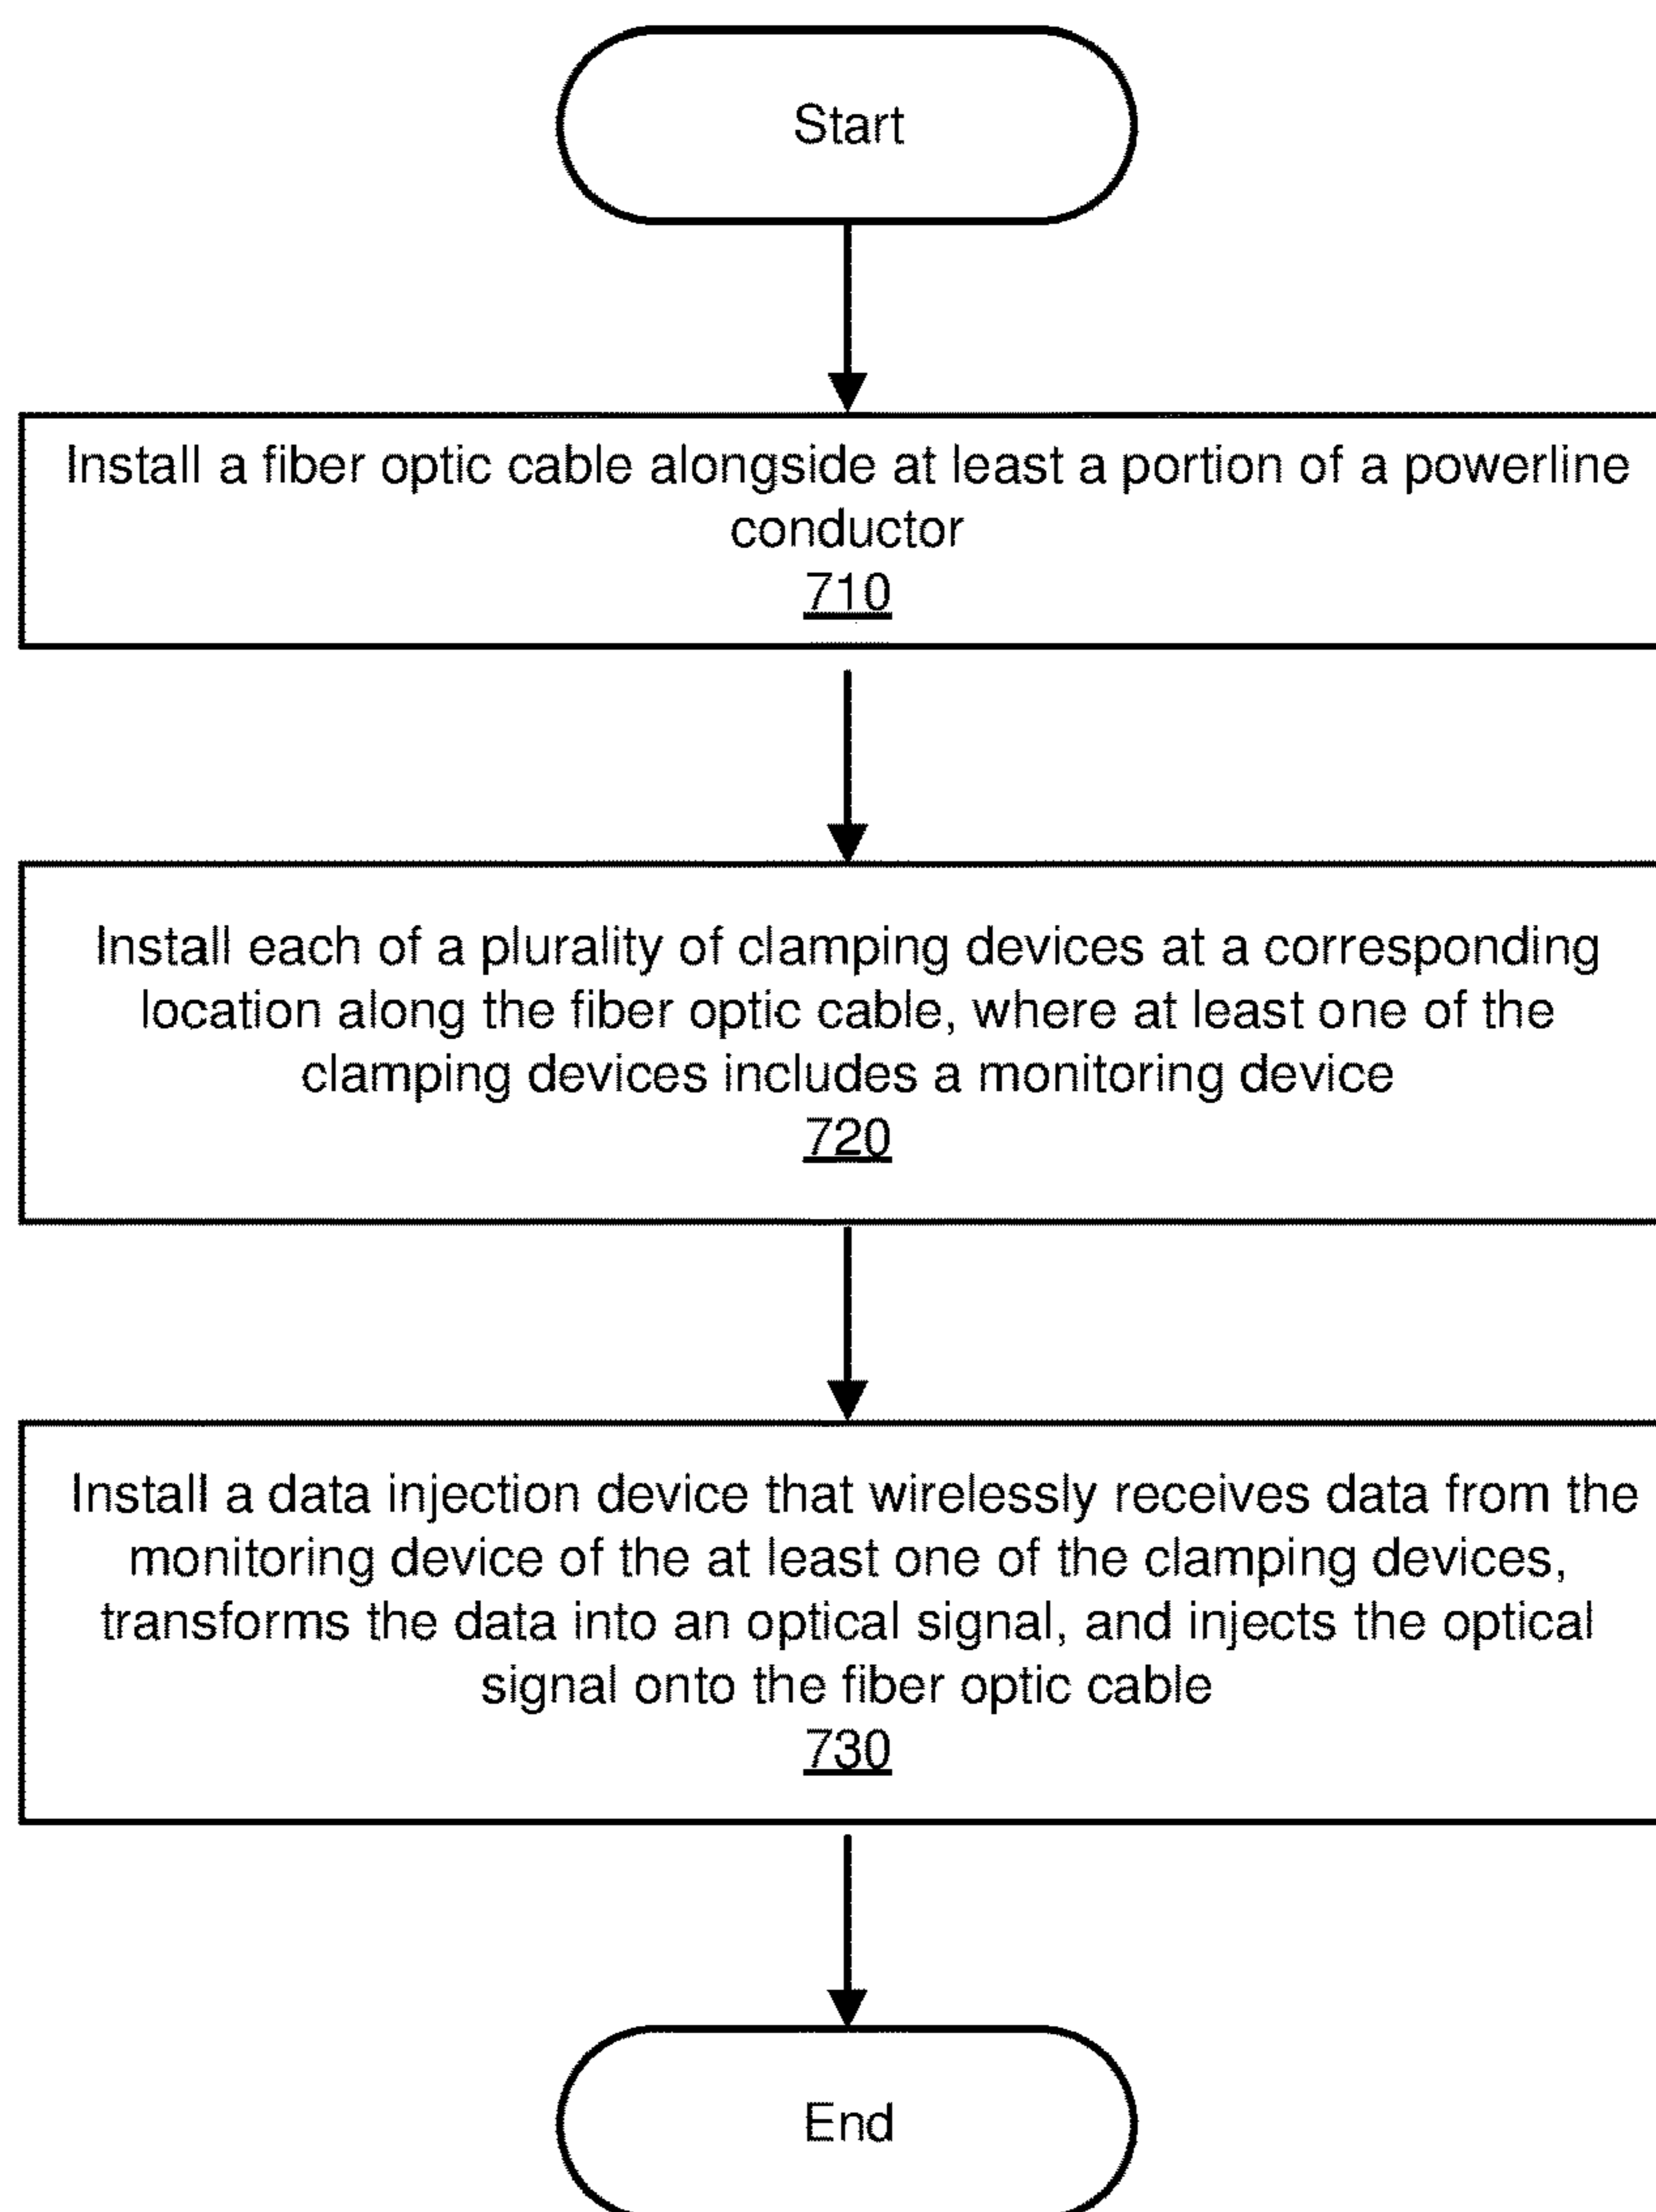 Start
Install a fiber optic cable alongside at least a portion of a powerline
conductor
710
Install each of a plurality of clamping devices at a corresponding
location along the fiber optic cable, where at least one of the
clamping devices includes a monitoring device
720
Install a data injection device that wirelessly receives data from the
monitoring device of the at least one of the clamping devices,
transforms the data into an optical signal, and injects the optical
signal onto the fiber optic cable
730
End